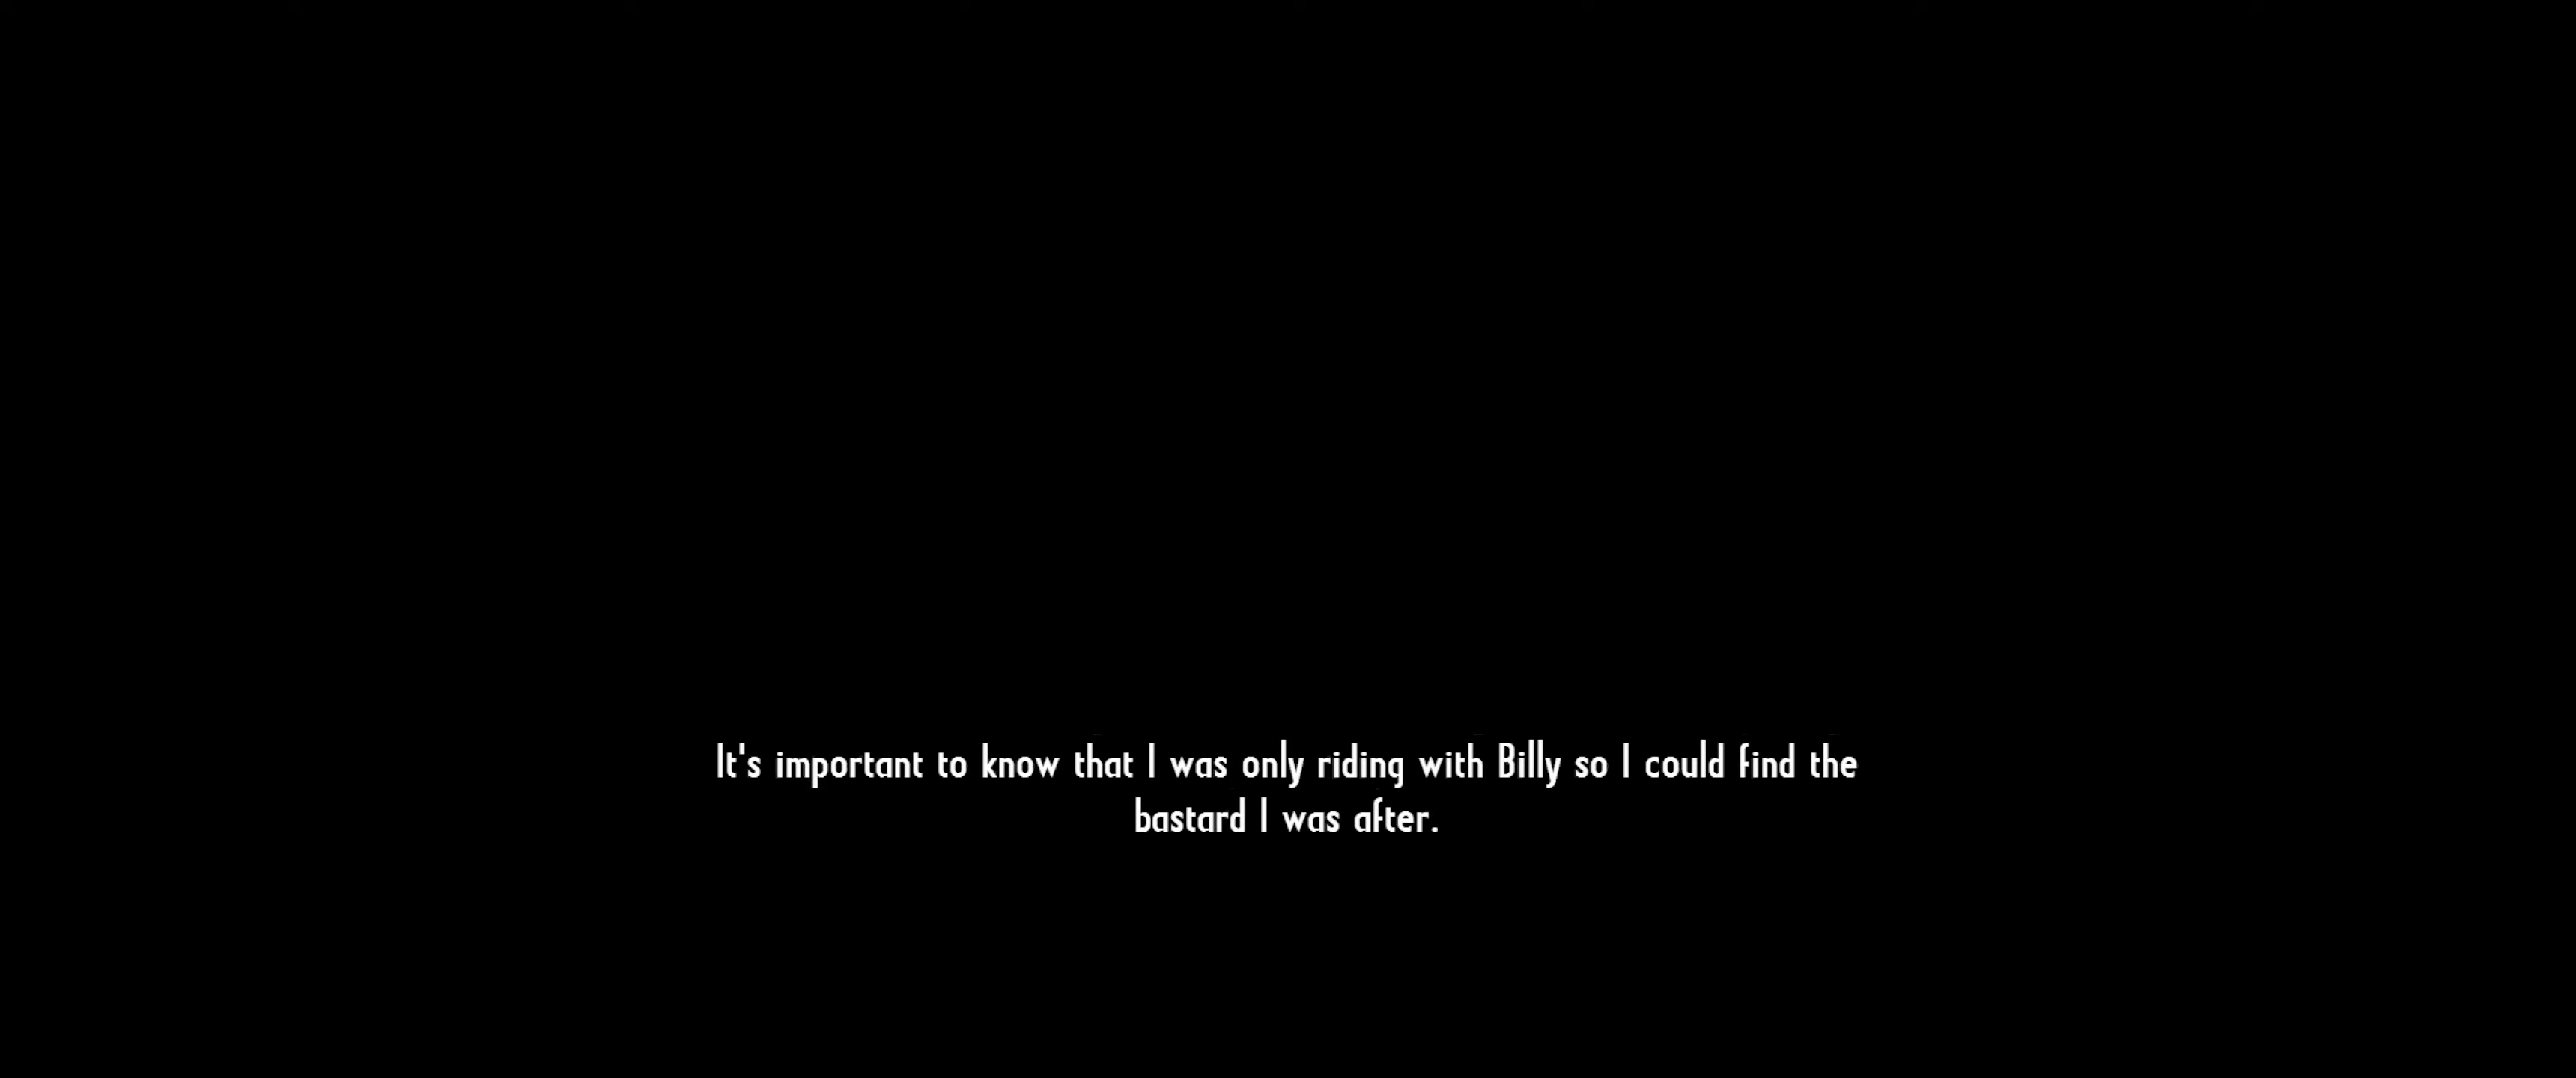 It's important to know that I was only riding with Billy so I could find the
bastard I was after.